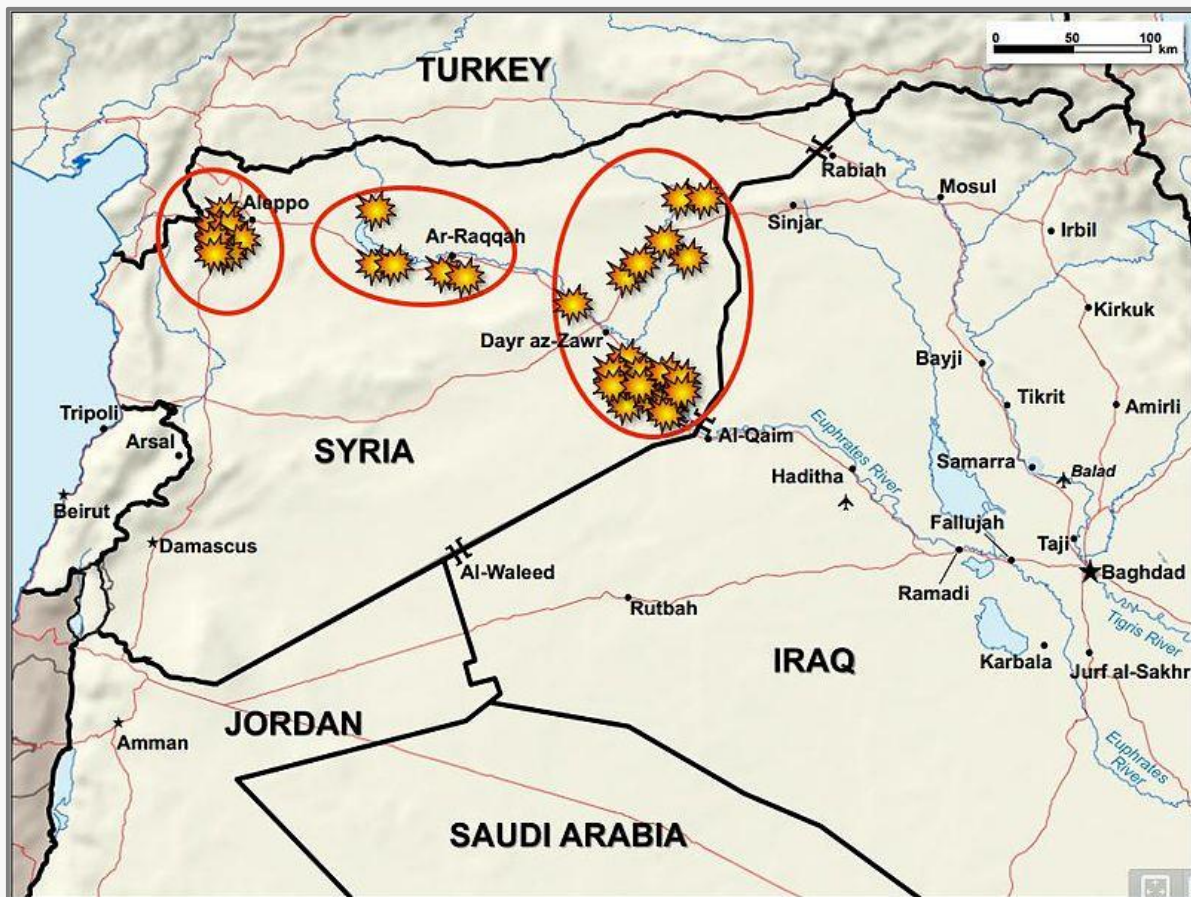 0 50 100
km
TURKEY
Rabiah
Mosul
Aleppo
Sinjar
Irbil
Ar-Raqqah
Kirkuk
Dayr az-Zawr
Bayji
Tikrit
Amirli
Tripoli
Arsal
SYRIA
Al-Qaim
Euphrates River
Samarra
Balad
Haditha
Beirut
Fallujah
Damascus
Taji
Al-Waleed
Baghdad
Ramadi
Rutbah
Tigris River
IRAQ
Karbala
Jurf al-Sakhr
JORDAN
Amman
Euphrates
River
SAUDI ARABIA